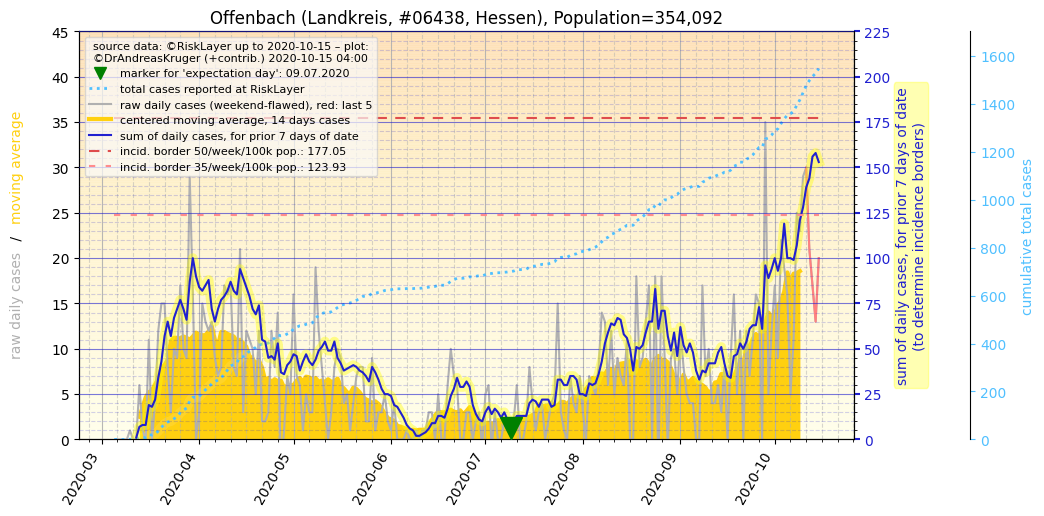 Offenbach (Landkreis, #06438, Hessen), Population=354,092
source data: ©RiskLayer up to 2020-10-15 – plot:
©DrAndreasKruger (+contrib.) 2020-10-15 04:00
marker for 'expectation day': 09.07.2020
total cases reported at RiskLayer
raw daily cases (weekend-flawed), red: last 5
centered moving average, 14 days cases
sum of daily cases, for prior 7 days of date
incid. border 50/week/100k pop.: 177.05
incid. border 35/week/100k pop.: 123.93
raw daily cases / moving average
45
40
35
30
25
20
15
10
5
0
2020-03
2020-04
2020-05
2020-06
2020-07
2020-08
2020-09
2020-10
225
200
175
150
125
100
75
50
25
0
sum of daily cases, for prior 7 days of date
(to determine incidence borders)
1600
1400
1200
1000
800
600
400
200
0
cumulative total cases